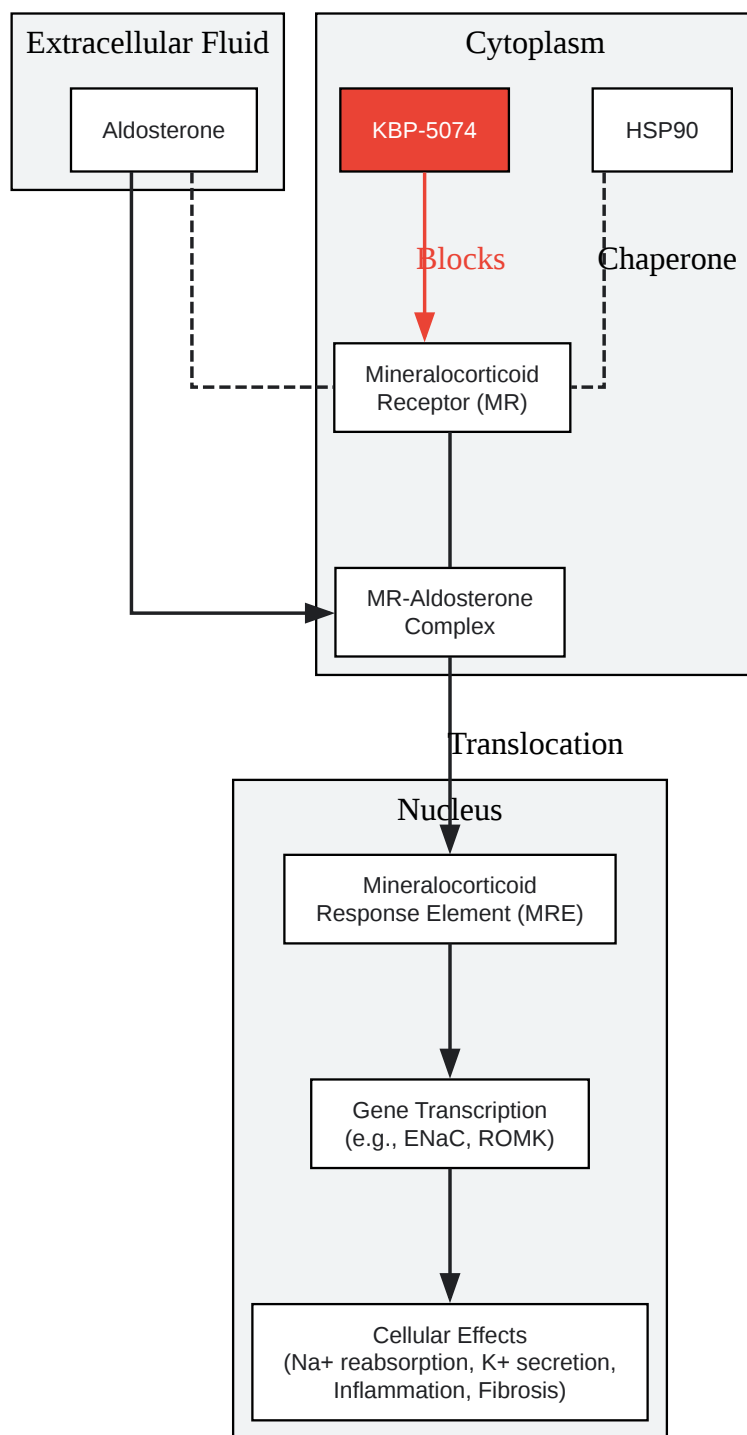 Extracellular Fluid
Cytoplasm
Aldosterone
KBP-5074
HSP90
Blocks
Chaperone
Mineralocorticoid
Receptor (MR)
MR-Aldosterone
Complex
Translocation
Nucleus
Mineralocorticoid
Response Element (MRE)
Gene Transcription
(e.g., ENaC, ROMK)
Cellular Effects
(Na+ reabsorption, K+ secretion,
Inflammation, Fibrosis)